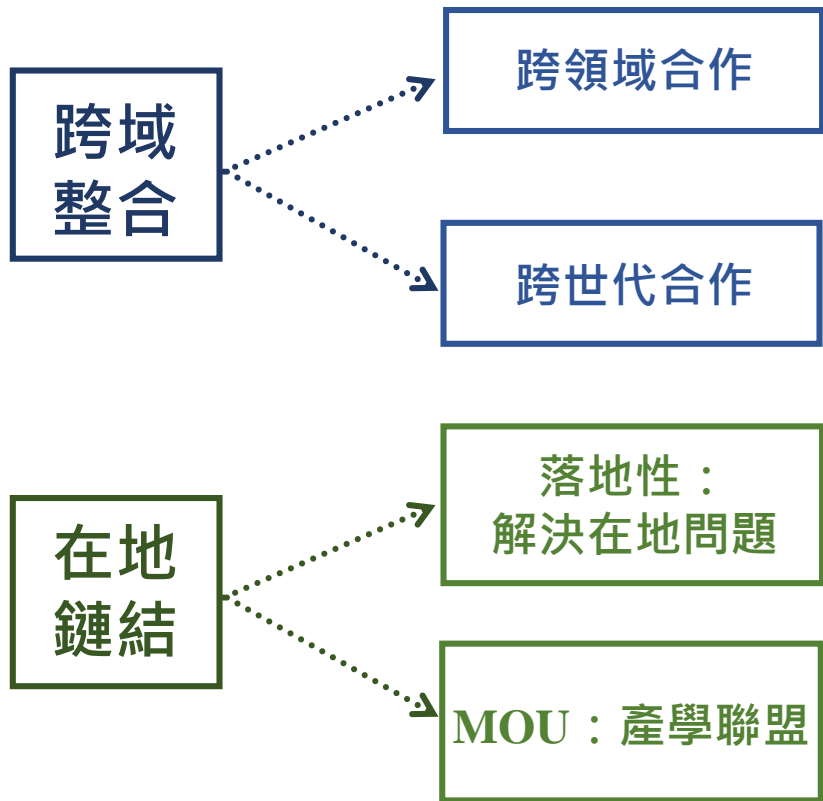 跨域
整合
跨領域合作
跨世代合作
在地
鏈結
落地性：
解決在地問題
MOU：產學聯盟